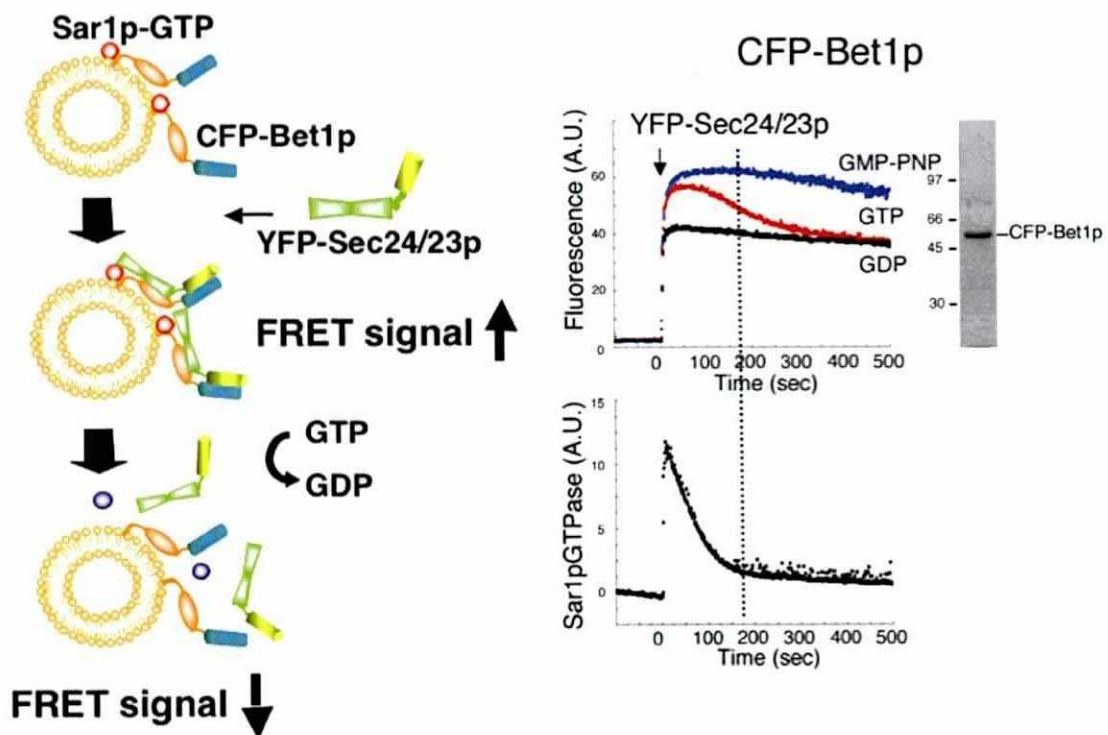 Sar1p-GTP
CFP-Bet1p
YFP-Sec24/23p
FRET signal
GTP
GDP
FRET signal
CFP-Bet1p
YFP-Sec24/23p
Fluorescence (A.U.)
60
40
20
0
GMP-PNP
GTP
GDP
0 100 200 300 400 500
Time (sec)
97
66
45
30
CFP-Bet1p
Sar1pGTPase (A.U.)
15
10
5
0
0 100 200 300 400 500
Time (sec)